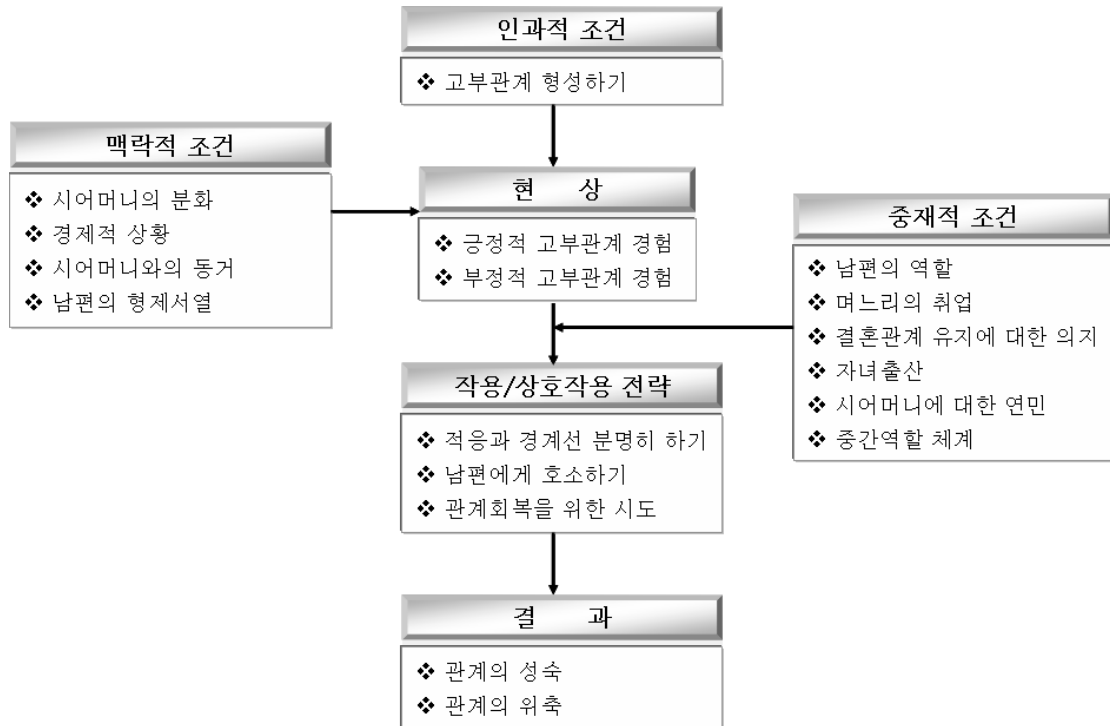 인과적 조건
❖ 고부관계 형성하기
맥락적 조건
❖ 시어머니의 분화
❖ 경제적 상황
❖ 시어머니와의 동거
❖ 남편의 형제서열
현 상
❖ 긍정적 고부관계 경험
❖ 부정적 고부관계 경험
중재적 조건
❖ 남편의 역할
❖ 며느리의 취업
❖ 결혼관계 유지에 대한 의지
❖ 자녀출산
❖ 시어머니에 대한 연민
❖ 중간역할 체계
작용/상호작용 전략
❖ 적응과 경계선 분명히 하기
❖ 남편에게 호소하기
❖ 관계회복을 위한 시도
결 과
❖ 관계의 성숙
❖ 관계의 위축